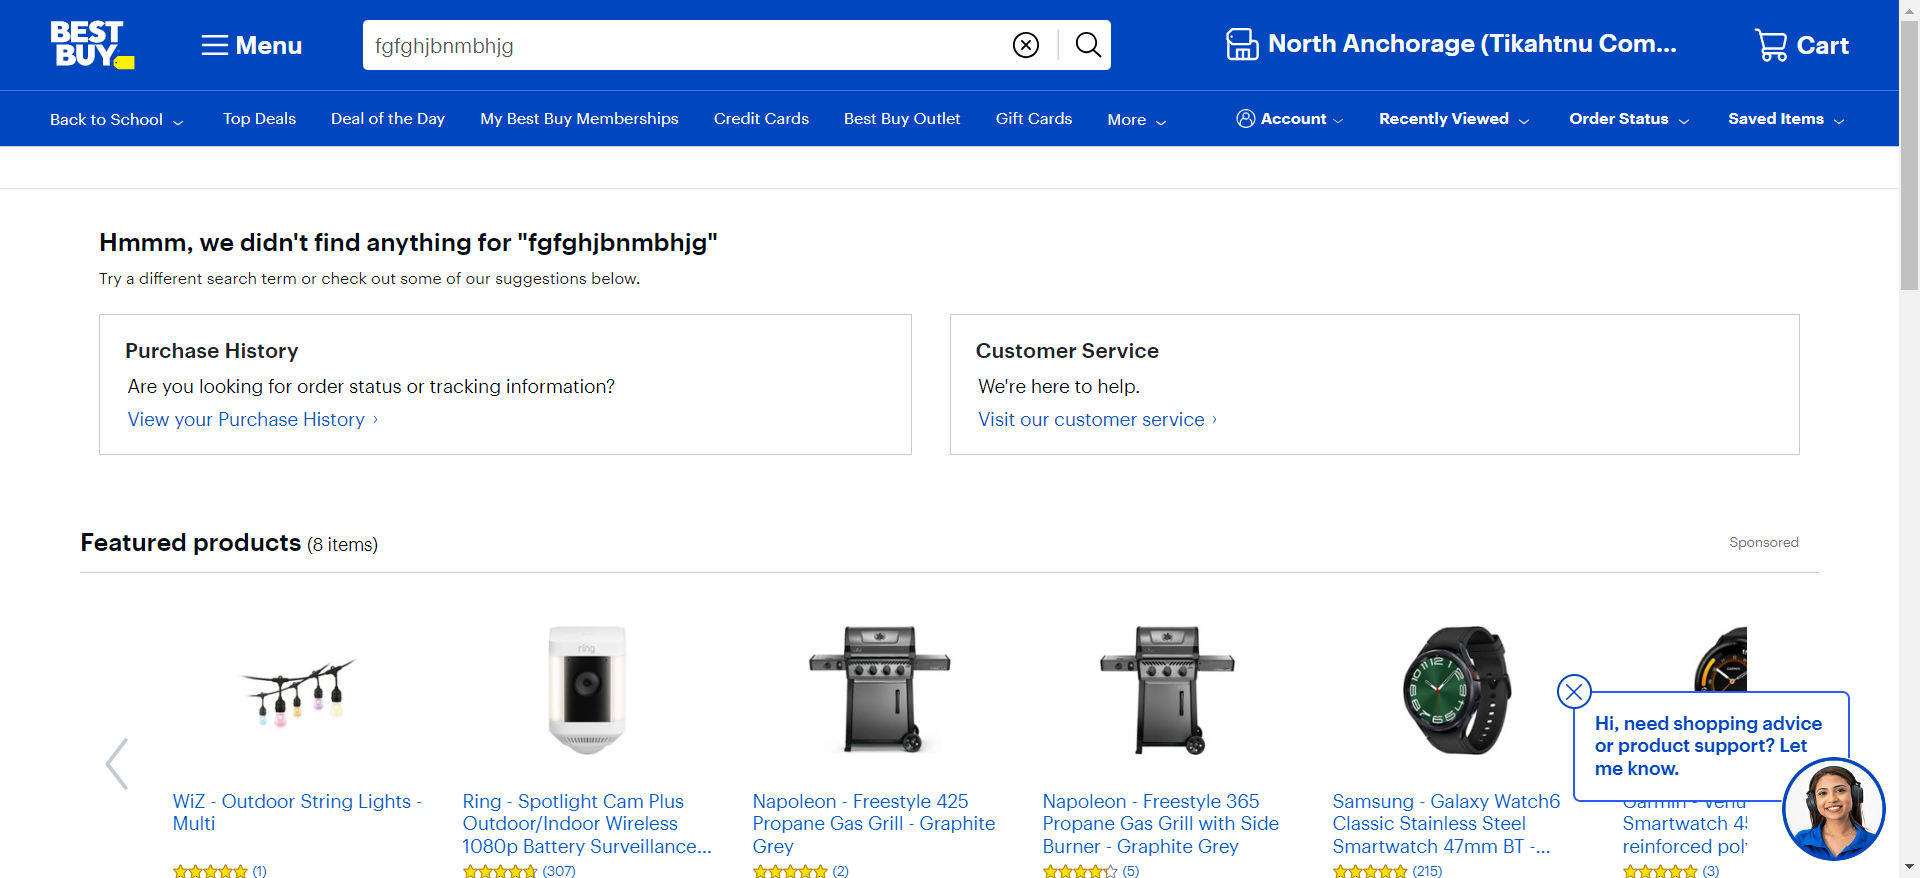 BEST
BUY
Menu
fgfghjbnmbhjg
North Anchorage (Tikahtnu Com...
Cart
Back to School
Top Deals
Deal of the Day
My Best Buy Memberships
Credit Cards
Best Buy Outlet
Gift Cards
More
Account
Recently Viewed
Order Status
Saved Items
Hmmm, we didn't find anything for "fgfghjbnmbhjg"
Try a different search term or check out some of our suggestions below.
Purchase History
Are you looking for order status or tracking information?
View your Purchase History
Customer Service
We're here to help.
Visit our customer service
Featured products (8 items)
Sponsored
ring
WiZ - Outdoor String Lights -
Multi
(1)
Ring - Spotlight Cam Plus
Outdoor/Indoor Wireless
1080p Battery Surveillance...
(307)
Napoleon - Freestyle 425
Propane Gas Grill - Graphite
Grey
(2)
Napoleon - Freestyle 365
Propane Gas Grill with Side
Burner - Graphite Grey
(5)
Samsung - Galaxy Watch6
Classic Stainless Steel
Smartwatch 47mm BT -...
(215)
Garmin - Venu
Smartwatch
reinforced
(3)
Hi, need shopping advice
or product support? Let
me know.